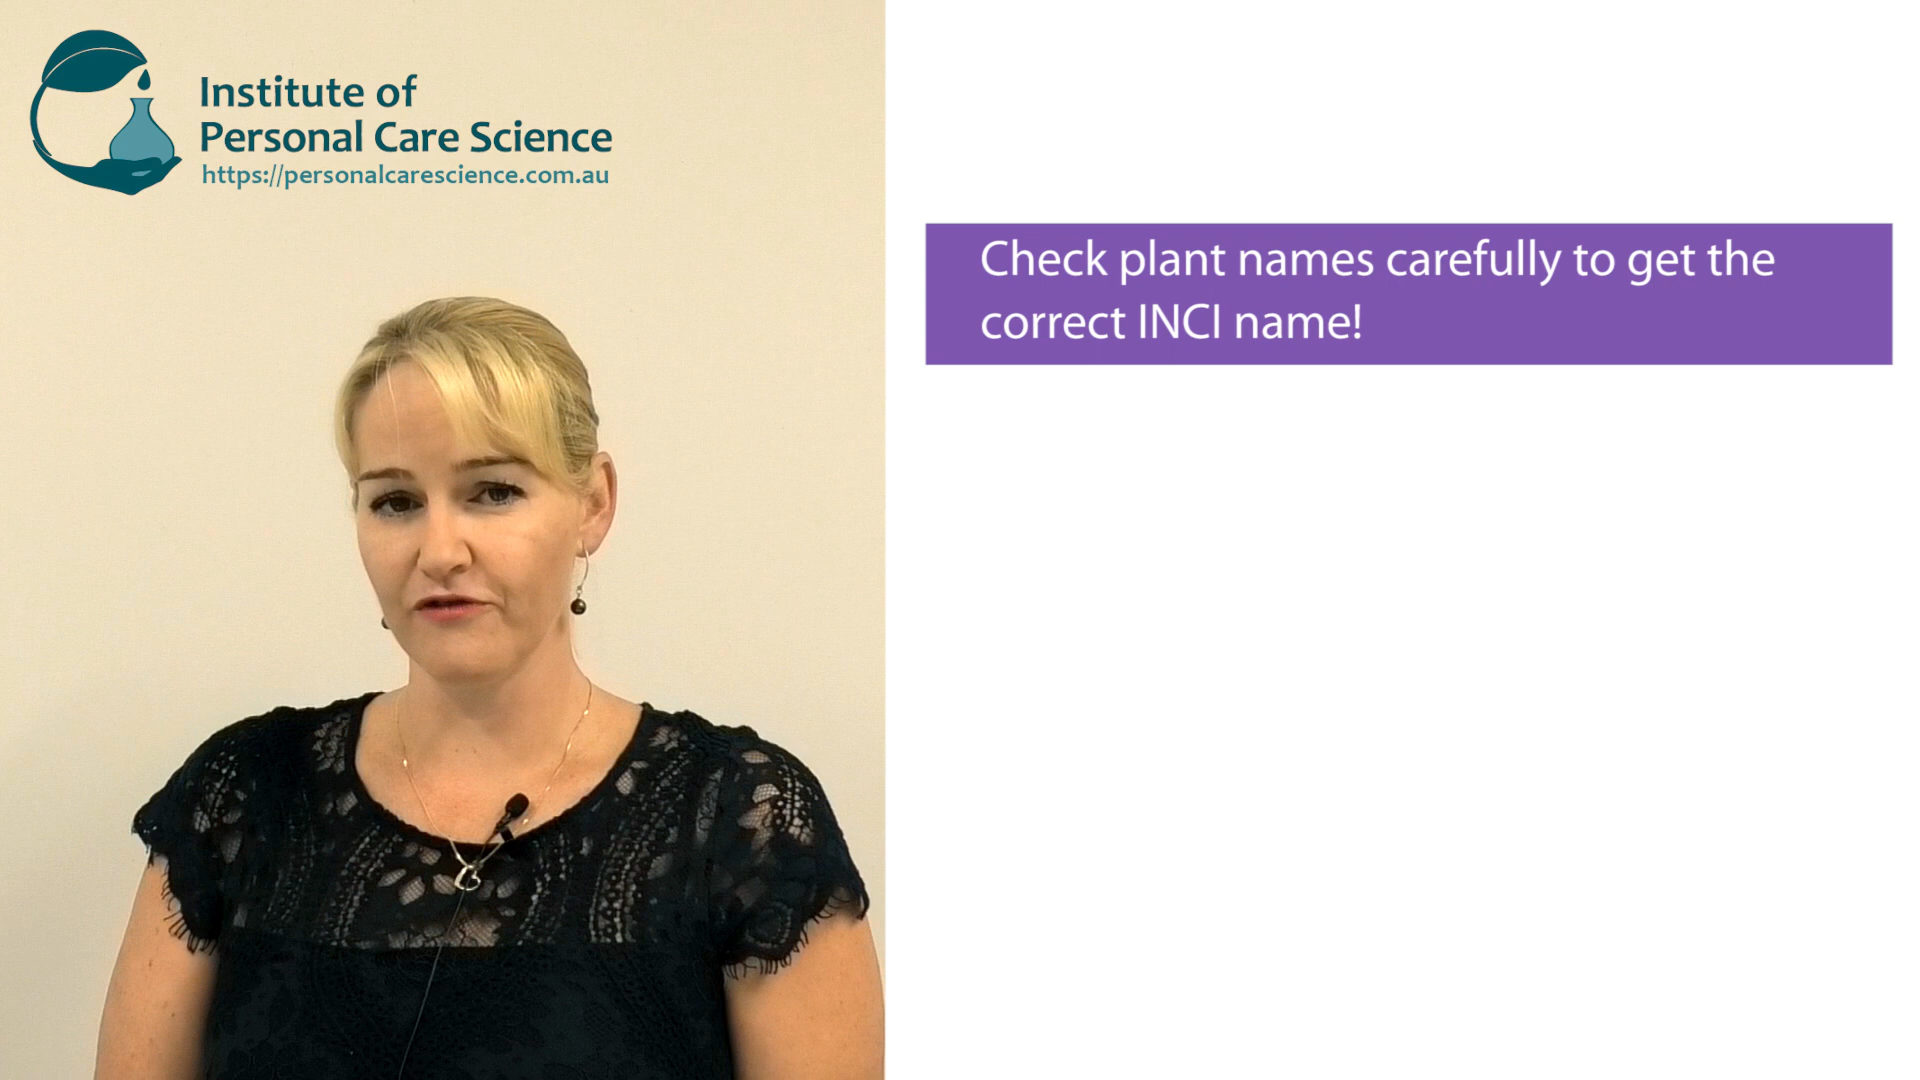 Institute of
Personal Care Science
https://personalcarescience.com.au
Check plant names carefully to get the
correct INCI name!